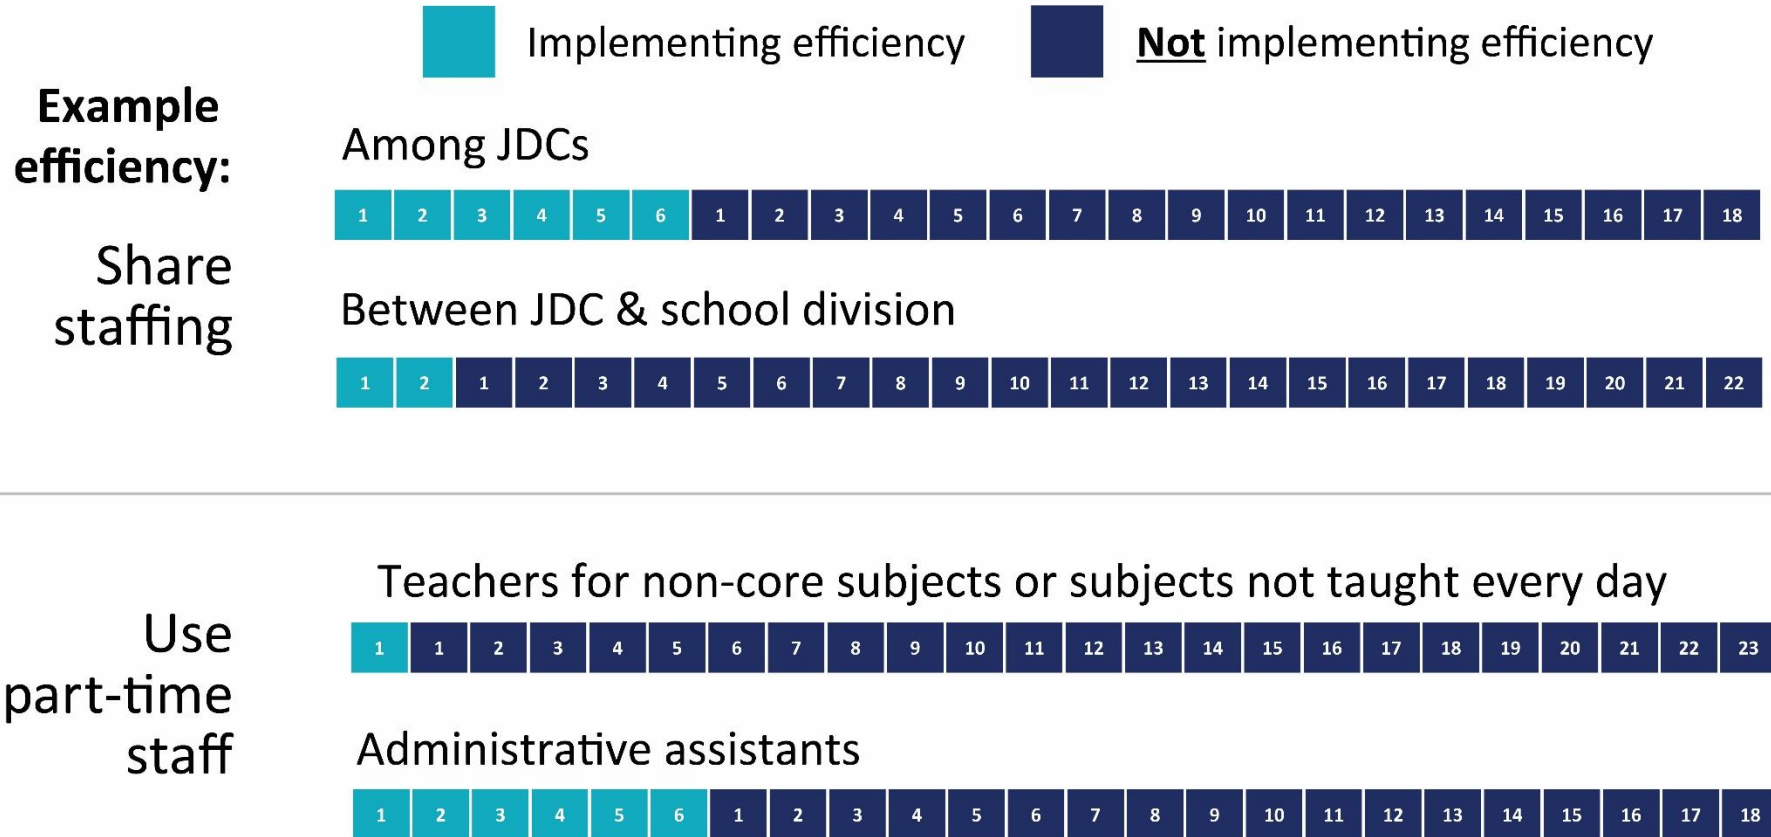 Implementing efficiency
Not implementing efficiency
Example
efficiency:
Share
staffing
Among JDCs
1 2 3 4 5 6 1 2 3 4 5 6 7 8 9 10 11 12 13 14 15 16 17 18
Between JDC & school division
1 2 1 2 3 4 5 6 7 8 9 10 11 12 13 14 15 16 17 18 19 20 21 22
Use
part-time
staff
Teachers for non-core subjects or subjects not taught every day
1 1 2 3 4 5 6 7 8 9 10 11 12 13 14 15 16 17 18 19 20 21 22 23
Administrative assistants
1 2 3 4 5 6 1 2 3 4 5 6 7 8 9 10 11 12 13 14 15 16 17 18